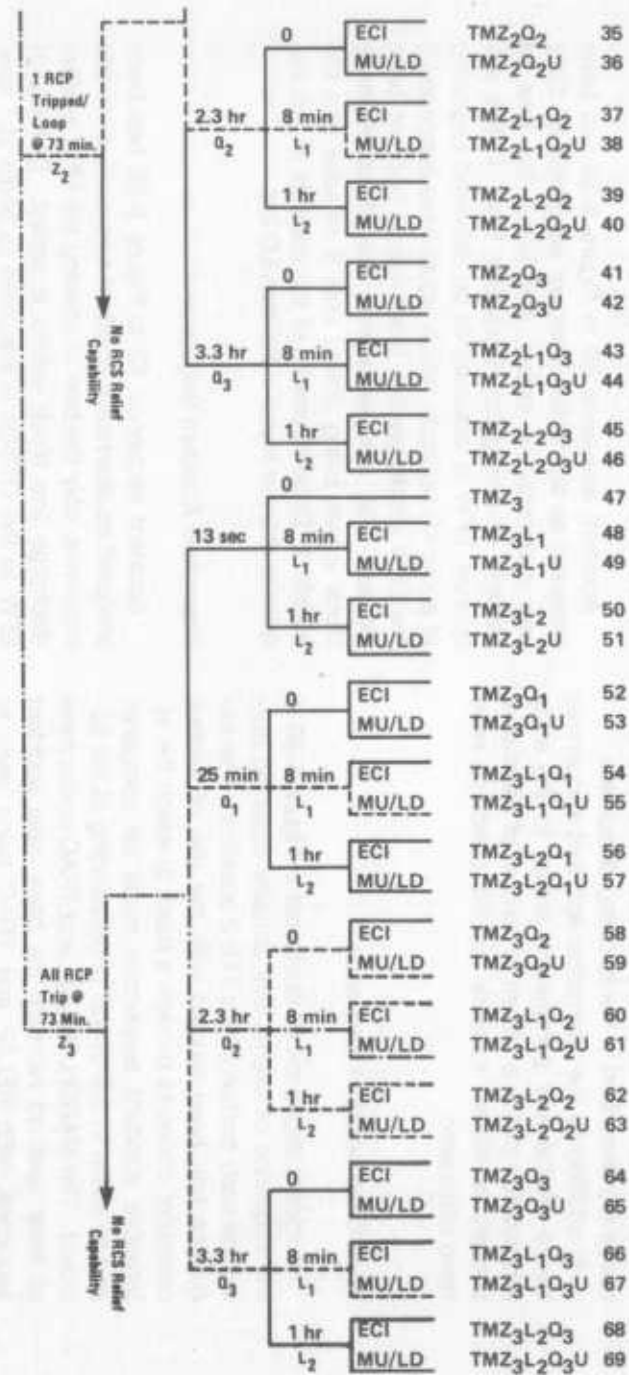 0 ECI TMZ₂Q₂ 35
MU/LD TMZ₂Q₂U 36
1 RCP
Tripped/
Loop
@ 73 min.
Z₂
2.3 hr 8 min ECI TMZ₂L₁Q₂ 37
Q₂ L₁ MU/LD TMZ₂L₁Q₂U 38
1 hr ECI TMZ₂L₂Q₂ 39
L₂ MU/LD TMZ₂L₂Q₂U 40
No RCS Relief
Capability
0 ECI TMZ₂Q₃ 41
MU/LD TMZ₂Q₃U 42
3.3 hr 8 min ECI TMZ₂L₁Q₃ 43
Q₃ L₁ MU/LD TMZ₂L₁Q₃U 44
1 hr ECI TMZ₂L₂Q₃ 45
L₂ MU/LD TMZ₂L₂Q₃U 46
0 TMZ₃ 47
13 sec 8 min ECI TMZ₃L₁ 48
L₁ MU/LD TMZ₃L₁U 49
1 hr ECI TMZ₃L₂ 50
L₂ MU/LD TMZ₃L₂U 51
0 ECI TMZ₃Q₁ 52
MU/LD TMZ₃Q₁U 53
25 min 8 min ECI TMZ₃L₁Q₁ 54
Q₁ L₁ MU/LD TMZ₃L₁Q₁U 55
1 hr ECI TMZ₃L₂Q₁ 56
L₂ MU/LD TMZ₃L₂Q₁U 57
0 ECI TMZ₃Q₂ 58
MU/LD TMZ₃Q₂U 59
All RCP
Trip @
73 Min.
Z₃
2.3 hr 8 min ECI TMZ₃L₁Q₂ 60
Q₂ L₁ MU/LD TMZ₃L₁Q₂U 61
1 hr ECI TMZ₃L₂Q₂ 62
L₂ MU/LD TMZ₃L₂Q₂U 63
No RCS Relief
Capability
0 ECI TMZ₃Q₃ 64
MU/LD TMZ₃Q₃U 65
3.3 hr 8 min ECI TMZ₃L₁Q₃ 66
Q₃ L₁ MU/LD TMZ₃L₁Q₃U 67
1 hr ECI TMZ₃L₂Q₃ 68
L₂ MU/LD TMZ₃L₂Q₃U 69